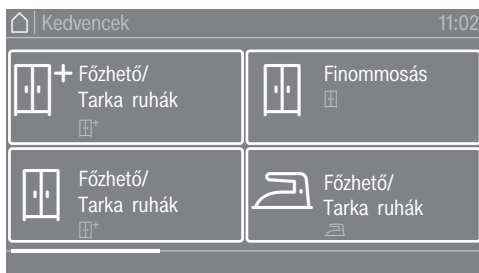 Kedvencek 11:02
Főzhető/
Tarka ruhák
Finommosás
Főzhető/
Tarka ruhák
Főzhető/
Tarka ruhák